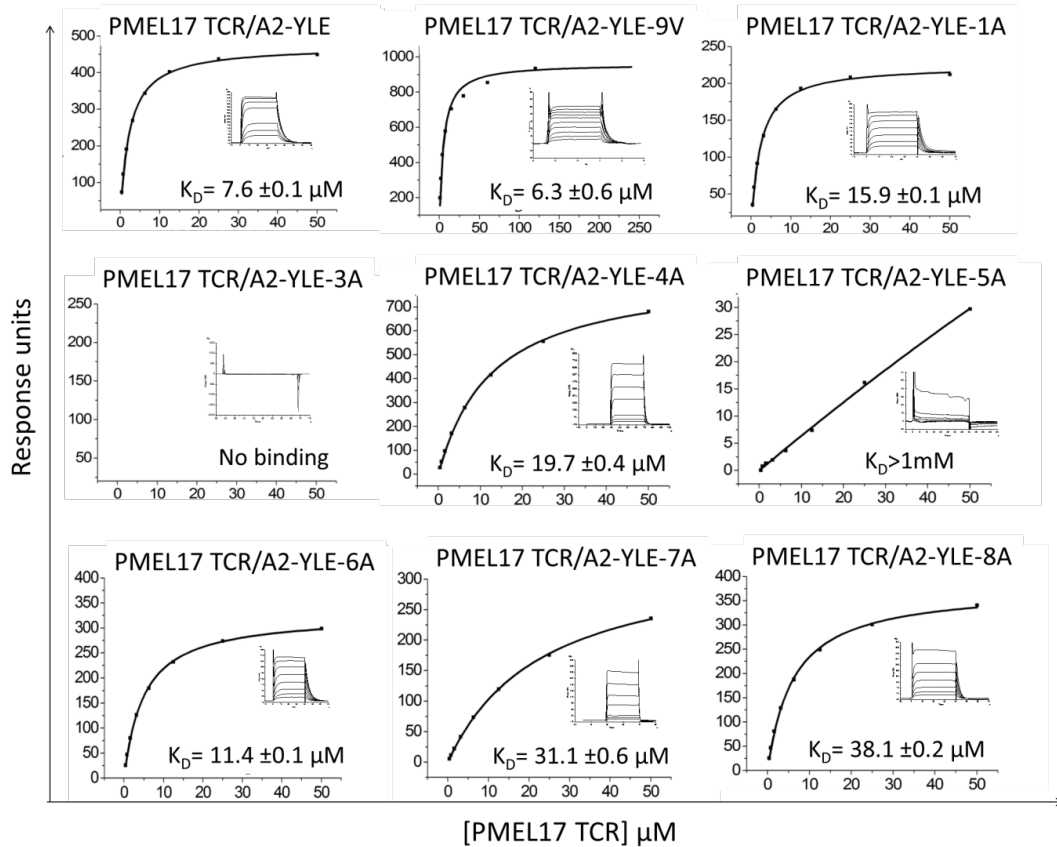 PMEL17 TCR/A2-YLE
500
400
300
200
100
0 10 20 30 40 50
K_D= 7.6 ±0.1 µM
PMEL17 TCR/A2-YLE-9V
1000
800
600
400
200
0 50 100 150 200
K_D= 6.3 ±0.6 µM
PMEL17 TCR/A2-YLE-1A
250
200
150
100
50
0 10 20 30 40 50
K_D= 15.9 ±0.1 µM
PMEL17 TCR/A2-YLE-3A
250
200
150
100
50
0 10 20 30 40 50
No binding
PMEL17 TCR/A2-YLE-4A
700
600
500
400
300
200
100
0
0 10 20 30 40 50
K_D= 19.7 ±0.4 µM
PMEL17 TCR/A2-YLE-5A
30
25
20
15
10
5
0
0 10 20 30 40 50
K_D>1mM
PMEL17 TCR/A2-YLE-6A
400
350
300
250
200
150
100
50
0
0 10 20 30 40 50
K_D= 11.4 ±0.1 µM
PMEL17 TCR/A2-YLE-7A
300
250
200
150
100
50
0
0 10 20 30 40 50
K_D= 31.1 ±0.6 µM
PMEL17 TCR/A2-YLE-8A
400
350
300
250
200
150
100
50
0
0 10 20 30 40 50
K_D= 38.1 ±0.2 µM
Response units
[PMEL17 TCR] µM